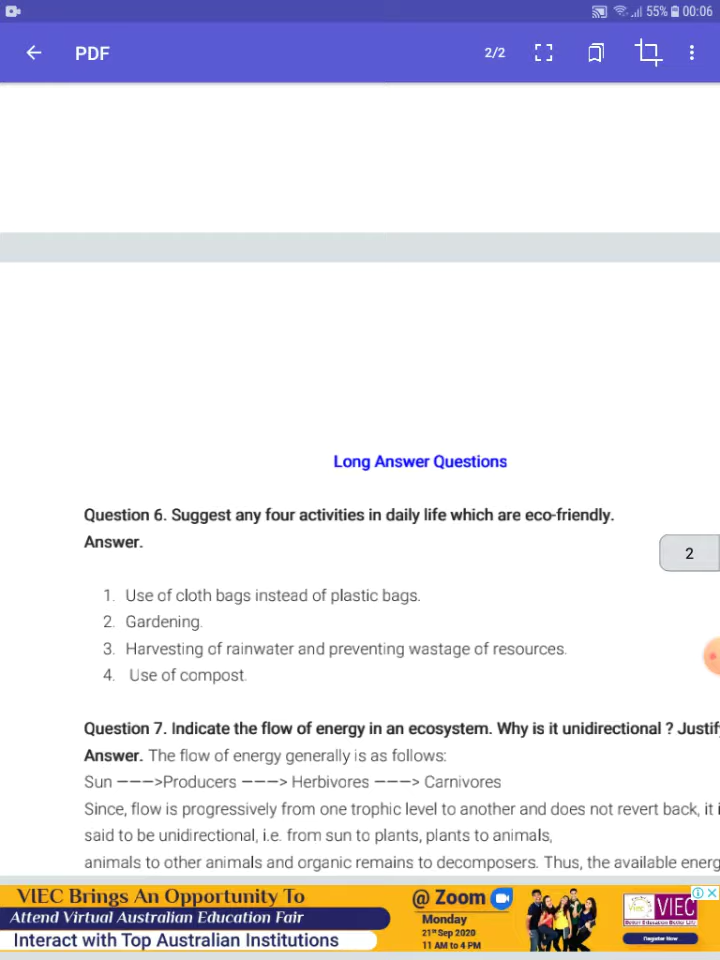 55% 00:06
PDF 2/2
Long Answer Questions
Question 6. Suggest any four activities in daily life which are eco-friendly.
Answer.
2
1. Use of cloth bags instead of plastic bags.
2. Gardening.
3. Harvesting of rainwater and preventing wastage of resources.
4. Use of compost.
Question 7. Indicate the flow of energy in an ecosystem. Why is it unidirectional ? Justify
Answer. The flow of energy generally is as follows:
Sun ———>Producers ———> Herbivores ———> Carnivores
Since, flow is progressively from one trophic level to another and does not revert back, it i
said to be unidirectional, i.e. from sun to plants, plants to animals,
animals to other animals and organic remains to decomposers. Thus, the available energ
VIEC Brings An Opportunity To
Attend Virtual Australian Education Fair
Interact with Top Australian Institutions
@ Zoom
Monday
21st Sep 2020
11 AM to 4 PM
VIEC
Register Now